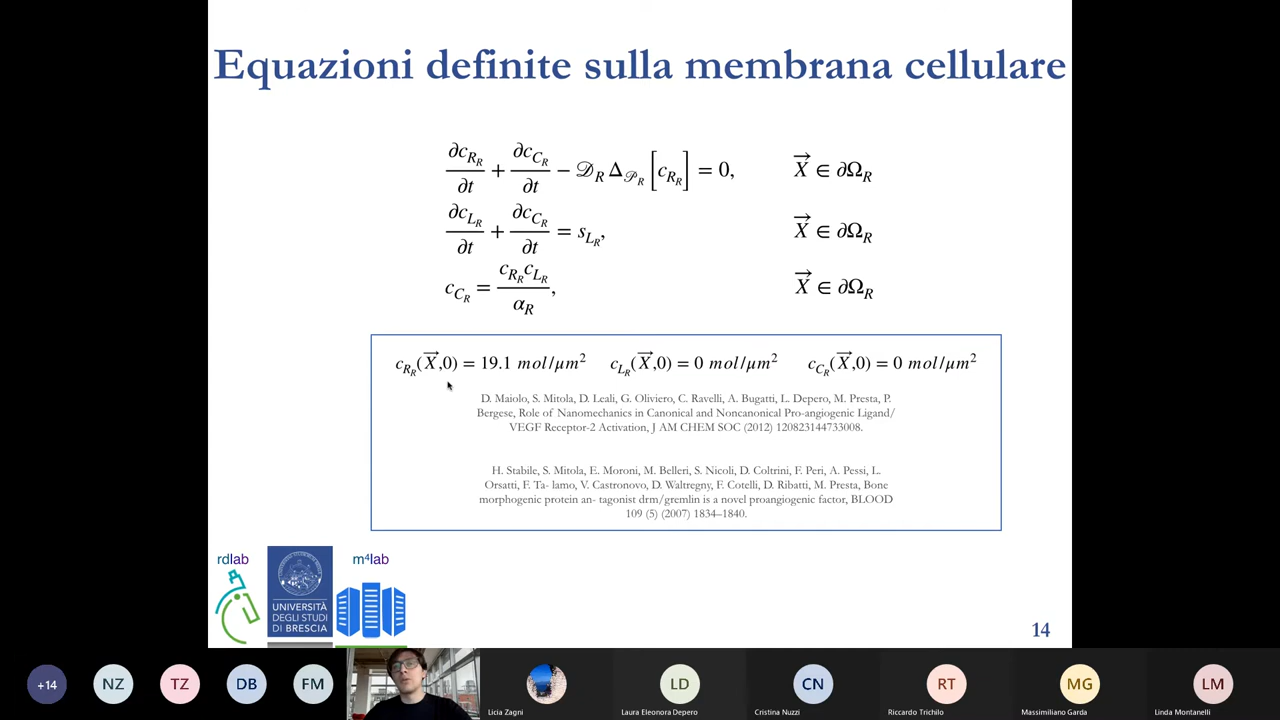 Equazioni definite sulla membrana cellulare
∂c_{R_R}/∂t + ∂c_{C_R}/∂t − 𝒟_R Δ_{𝒫_R} [c_{R_R}] = 0, X⃗ ∈ ∂Ω_R
∂c_{L_R}/∂t + ∂c_{C_R}/∂t = s_{L_R}, X⃗ ∈ ∂Ω_R
c_{C_R} = c_{R_R} c_{L_R} / α_R, X⃗ ∈ ∂Ω_R
c_{R_R}(X⃗,0) = 19.1 mol/μm² c_{L_R}(X⃗,0) = 0 mol/μm² c_{C_R}(X⃗,0) = 0 mol/μm²
D. Maiolo, S. Mitola, D. Leali, G. Oliviero, C. Ravelli, A. Bugatti, L. Depero, M. Presta, P.
Bergese, Role of Nanomechanics in Canonical and Noncanonical Pro-angiogenic Ligand/
VEGF Receptor-2 Activation, J AM CHEM SOC (2012) 120823144733008.
H. Stabile, S. Mitola, E. Moroni, M. Belleri, S. Nicoli, D. Coltrini, F. Peri, A. Pessi, L.
Orsatti, F. Ta- lamo, V. Castronovo, D. Waltregny, F. Cotelli, D. Ribatti, M. Presta, Bone
morphogenic protein an- tagonist drm/gremlin is a novel proangiogenic factor, BLOOD
109 (5) (2007) 1834–1840.
rdlab
m⁴lab
UNIVERSITÀ
DEGLI STUDI
DI BRESCIA
14
+14
NZ
TZ
DB
FM
LD
CN
RT
MG
LM
Licia Zagni
Laura Eleonora Depero
Cristina Nuzzi
Riccardo Trichilo
Massimiliano Garda
Linda Montanelli